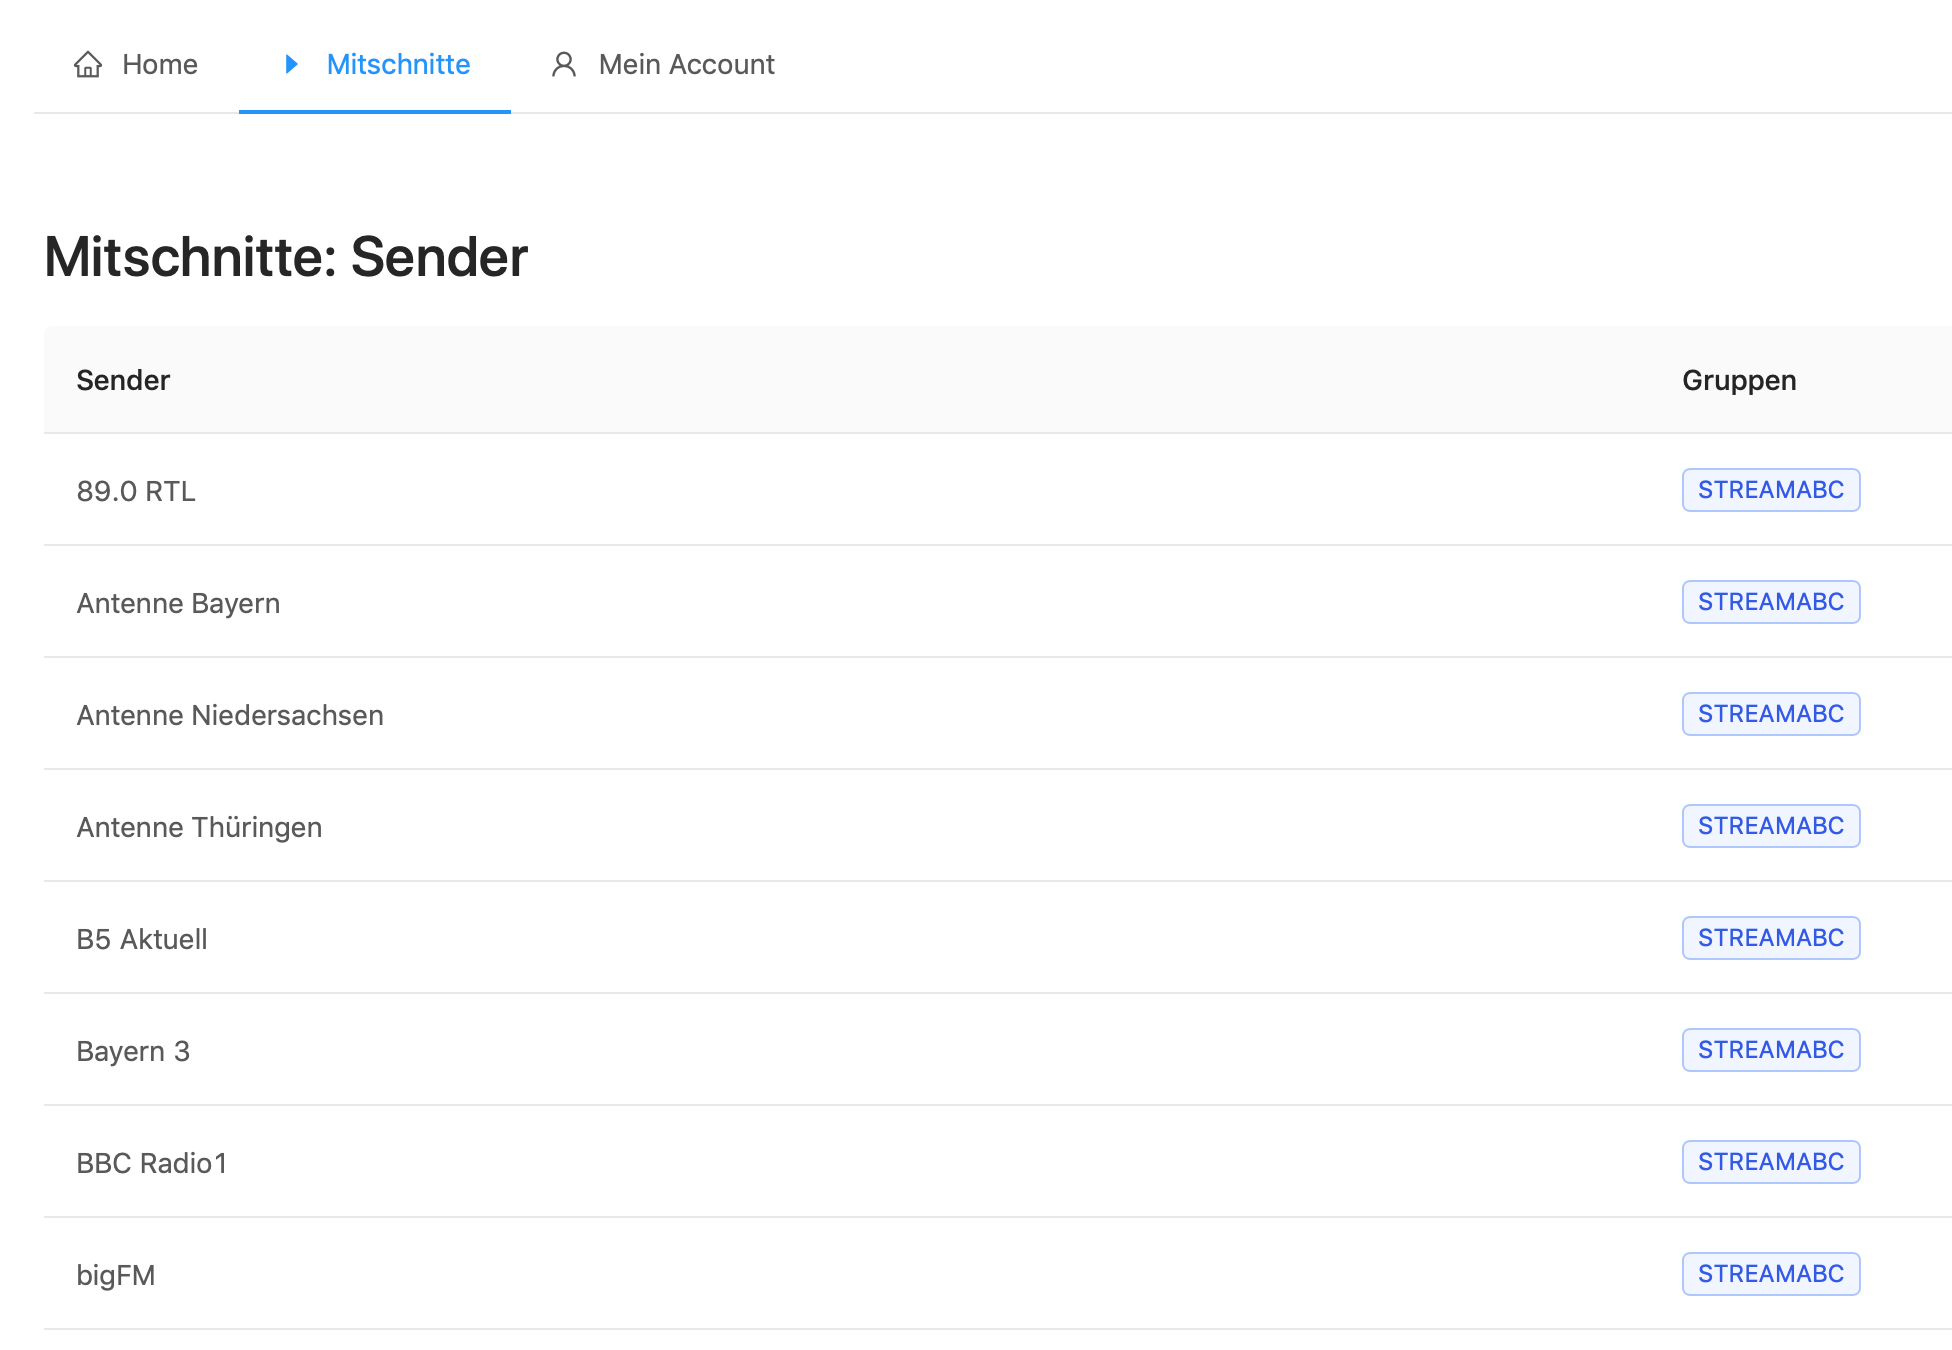 Home Mitschnitte Mein Account
Mitschnitte: Sender
Sender Gruppen
89.0 RTL STREAMABC
Antenne Bayern STREAMABC
Antenne Niedersachsen STREAMABC
Antenne Thüringen STREAMABC
B5 Aktuell STREAMABC
Bayern 3 STREAMABC
BBC Radio1 STREAMABC
bigFM STREAMABC